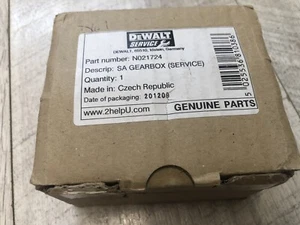 DEWALT
SERVICE
DEWALT, 65510, Idstein, Germany
Part number: N021724
Descrip: SA GEARBOX (SERVICE)
Quantity: 1
Made in: Czech Republic
Date of packaging: 201208
www.2helpU.com
GENUINE PARTS